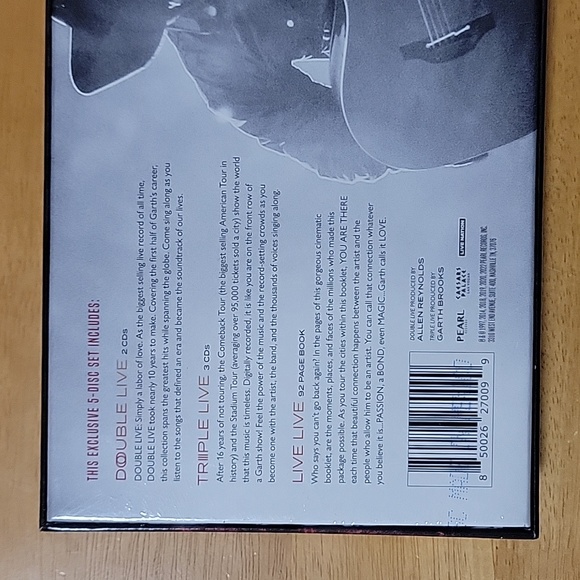 THIS EXCLUSIVE 5-DISC SET INCLUDES:
DOUBLE LIVE 2 CDs
DOUBLE LIVE: Simply a labor of love. As the biggest selling live record of all time,
DOUBLE LIVE took nearly 10 years to make. Covering the first half of Garth's career,
this collection spans the greatest hits while spanning the globe. Come sing along as you
listen to the songs that defined an era and became the soundtrack of our lives.
TRIIIPLE LIVE 3 CDs
After 16 years of not touring, the Comeback Tour (the biggest selling American Tour in
history) and the Stadium Tour (averaging over 95,000 tickets sold a city) show the world
that this music is timeless. Digitally recorded, it is like you are on the front row of
a Garth show! Feel the power of the music and the record-setting crowds as you
become one with the artist, the band, and the thousands of voices singing along.
LIVE LIVE 92 PAGE BOOK
Who says you can't go back again? In the pages of this gorgeous cinematic
booklet, are the moments, places, and faces of the millions who made this
package possible. As you tour the cities within this booklet, YOU ARE THERE
each time that beautiful connection happens between the artist and the
people who allow him to be an artist. You can call that connection whatever
you believe it is...PASSION, a BOND, even MAGIC...Garth calls it LOVE.
DOUBLE LIVE PRODUCED BY
ALLEN REYNOLDS
TRIPLE LIVE PRODUCED BY
GARTH BROOKS
PEARL
CAESARS
PALACE
LIVE NATION
8 50026 27009 9